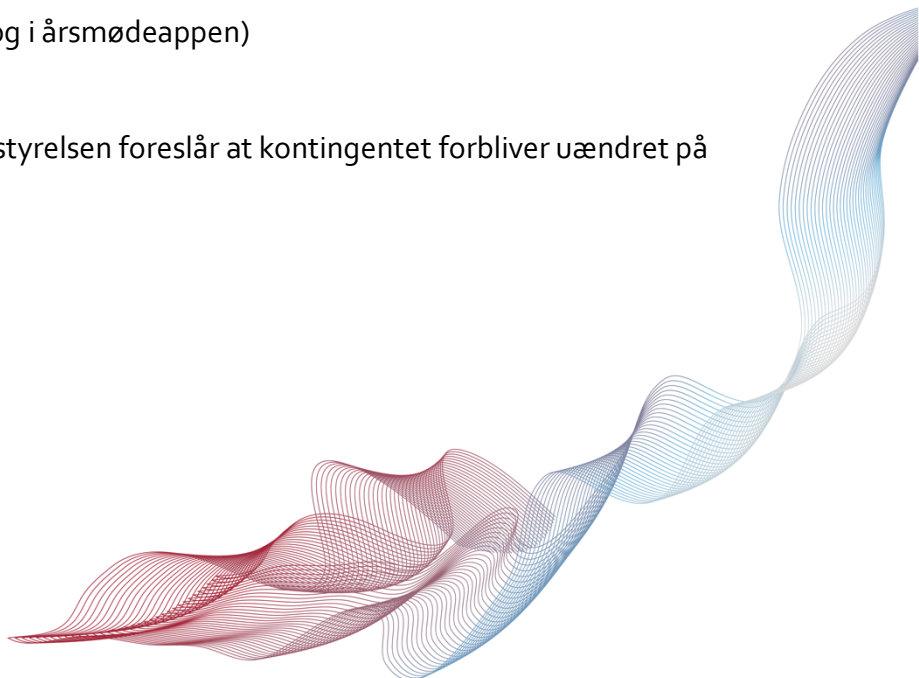 og i årsmødeappen)
styrelsen foreslår at kontingentet forbliver uændret på